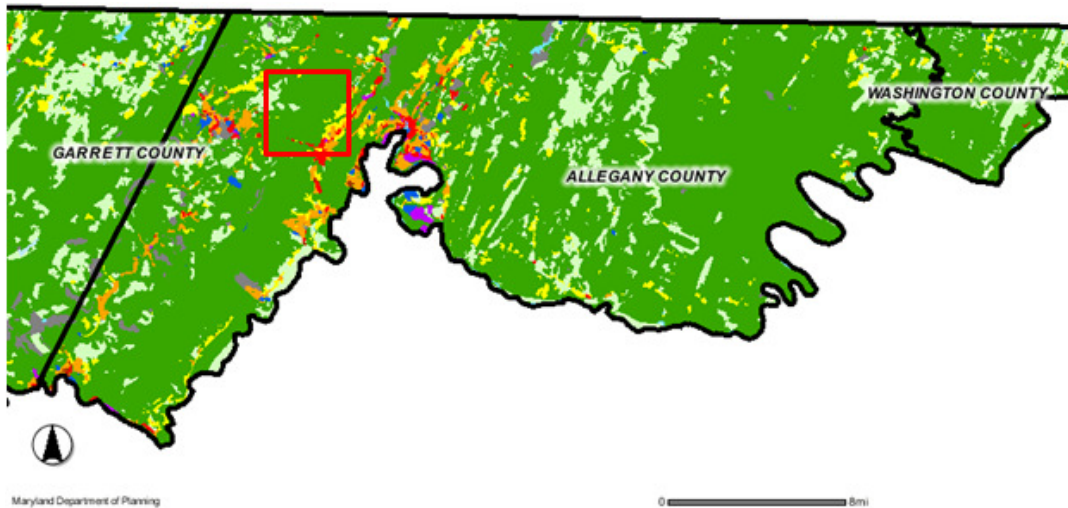 WASHINGTON COUNTY
GARRETT COUNTY
ALLEGANY COUNTY
Maryland Department of Planning
0 8mi